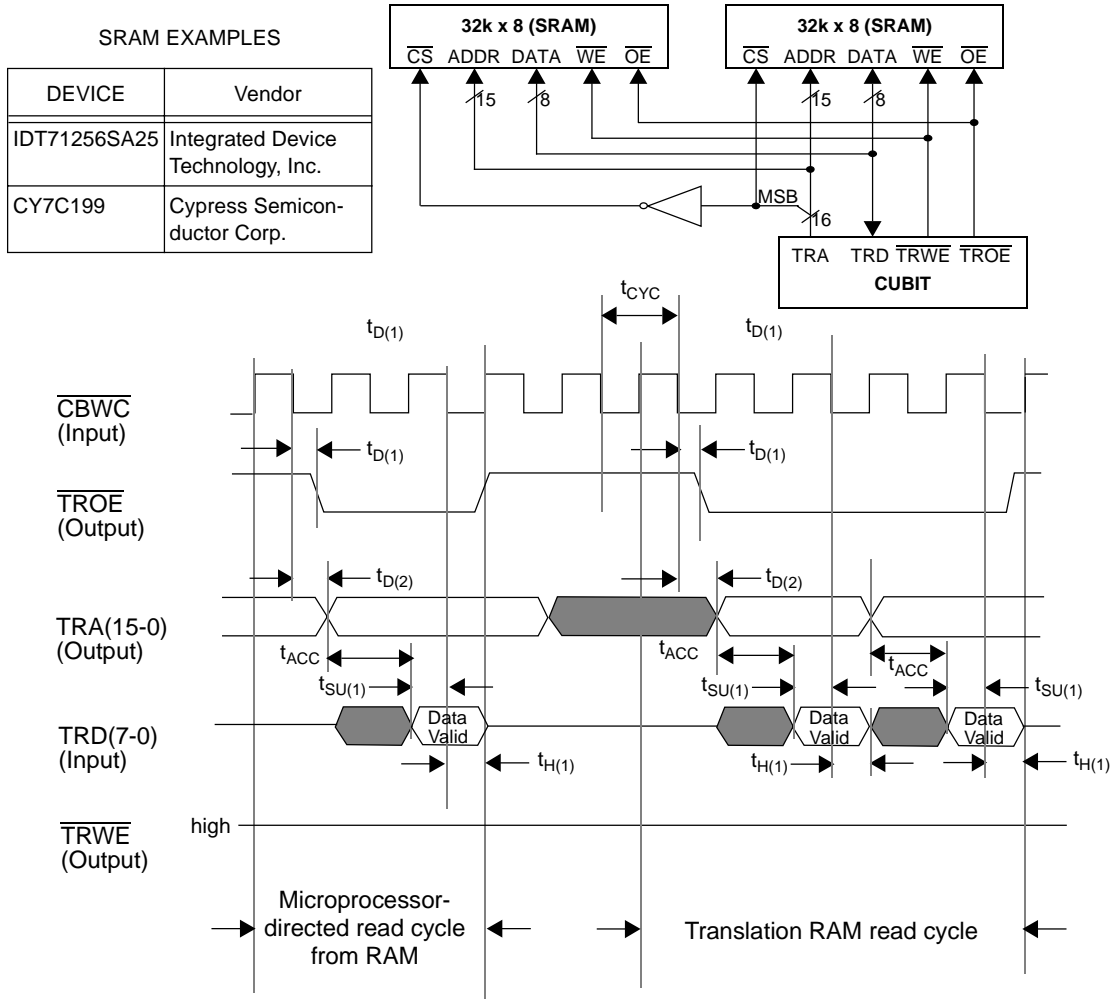 SRAM EXAMPLES
DEVICE Vendor
IDT71256SA25 Integrated Device
Technology, Inc.
CY7C199 Cypress Semicon-
ductor Corp.
32k x 8 (SRAM)
CS ADDR DATA WE OE
15 8
32k x 8 (SRAM)
CS ADDR DATA WE OE
15 8
MSB
16
TRA TRD TRWE TROE
CUBIT
tCYC
tD(1) tD(1)
CBWC
(Input)
tD(1) tD(1)
TROE
(Output)
tD(2) tD(2)
TRA(15-0)
(Output)
tACC tACC tACC
tSU(1) tSU(1) tSU(1)
TRD(7-0)
(Input)
Data
Valid
Data
Valid
Data
Valid
tH(1) tH(1) tH(1)
TRWE
(Output)
high
Microprocessor-
directed read cycle
from RAM
Translation RAM read cycle